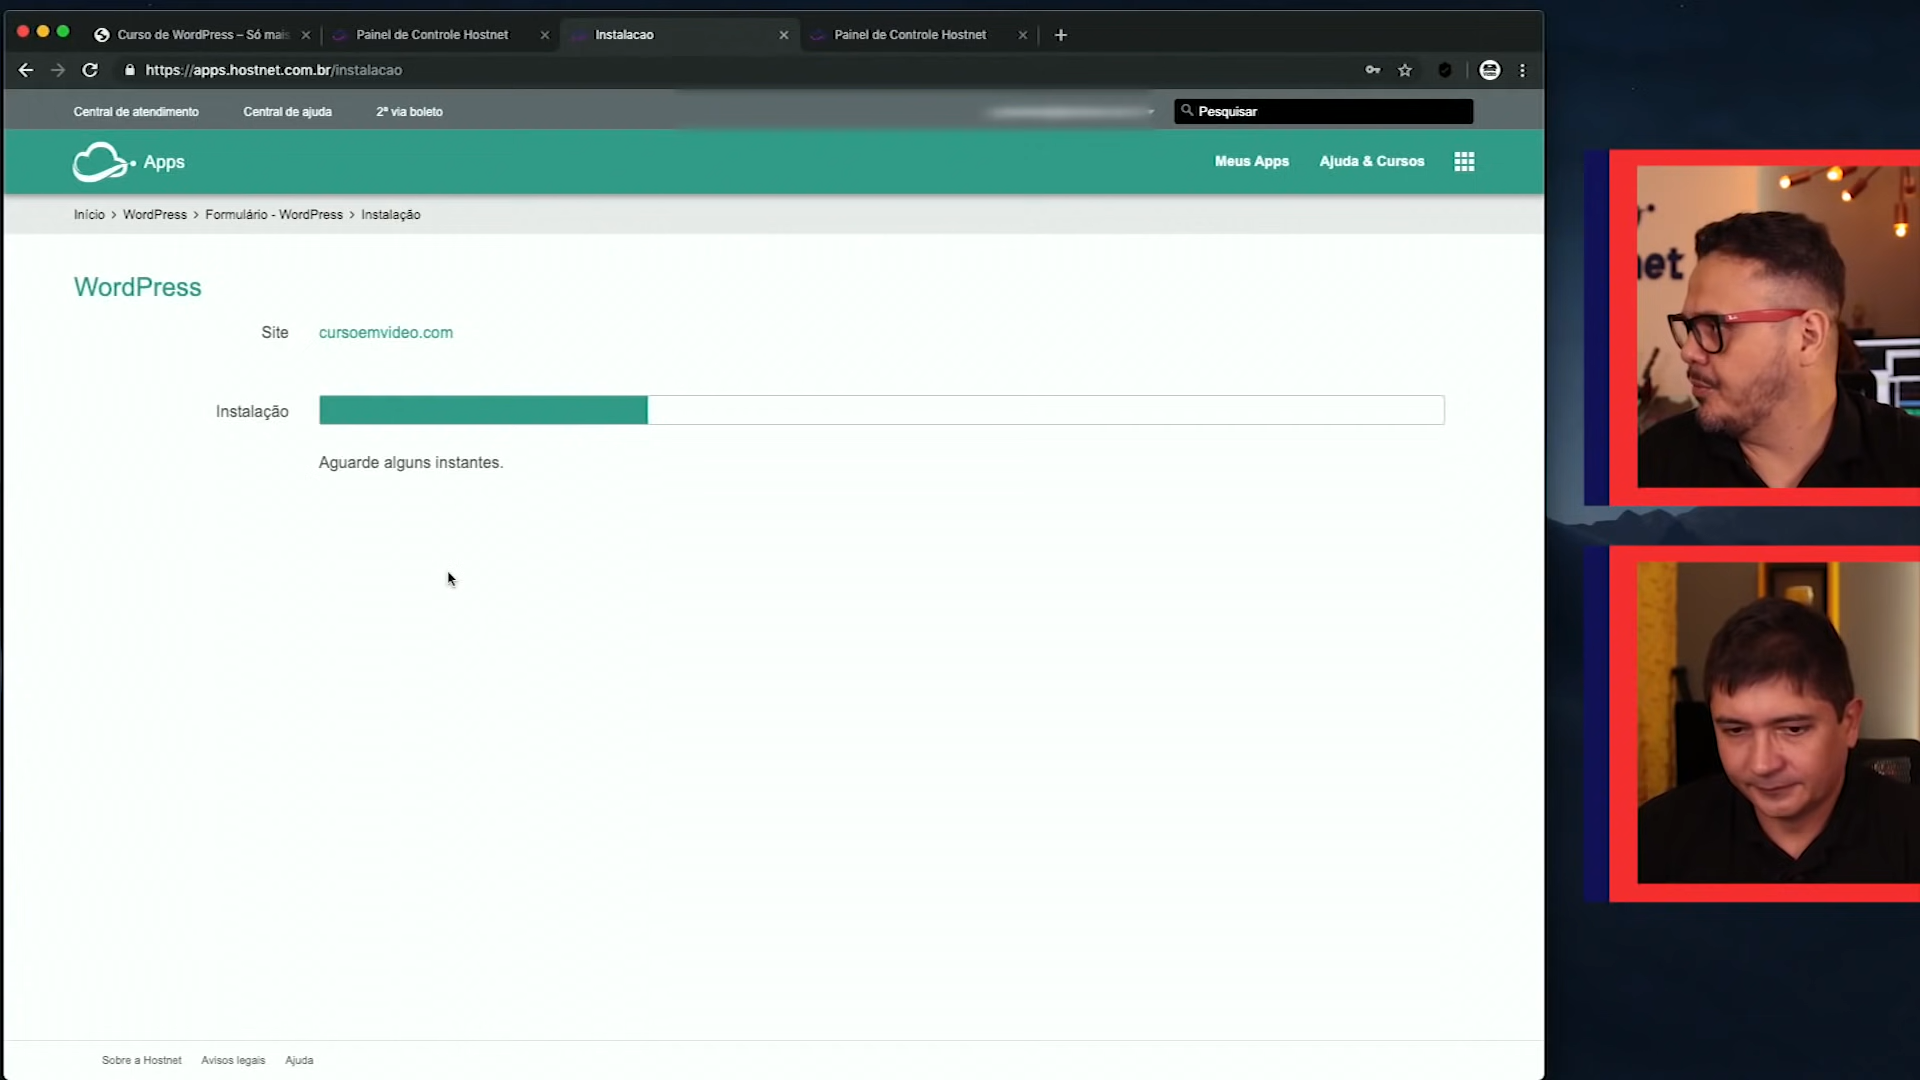 Curso de WordPress – Só mais
Painel de Controle Hostnet
Instalacao
Painel de Controle Hostnet
https://apps.hostnet.com.br/instalacao
Central de atendimento
Central de ajuda
2ª via boleto
Pesquisar
Apps
Meus Apps
Ajuda & Cursos
Início > WordPress > Formulário - WordPress > Instalação
WordPress
Site
cursoemvideo.com
Instalação
Aguarde alguns instantes.
Sobre a Hostnet
Avisos legais
Ajuda
net